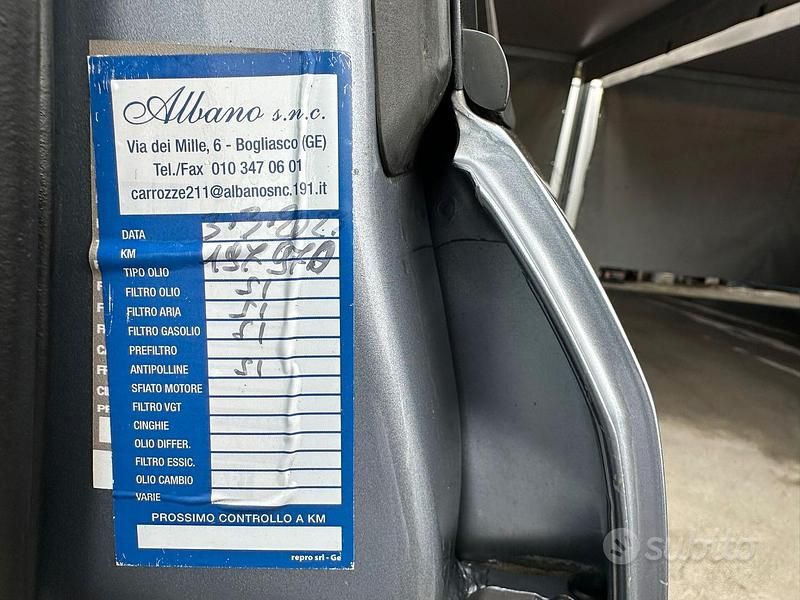 Albano s.n.c.
Via dei Mille, 6 - Bogliasco (GE)
Tel./Fax 010 347 06 01
carrozze211@albanosnc.191.it
DATA
KM
TIPO OLIO
FILTRO OLIO
FILTRO ARIA
FILTRO GASOLIO
PREFILTRO
ANTIPOLLINE
SFIATO MOTORE
FILTRO VGT
CINGHIE
OLIO DIFFER.
FILTRO ESSIC.
OLIO CAMBIO
VARIE
PROSSIMO CONTROLLO A KM
repro srl - Ge
subito